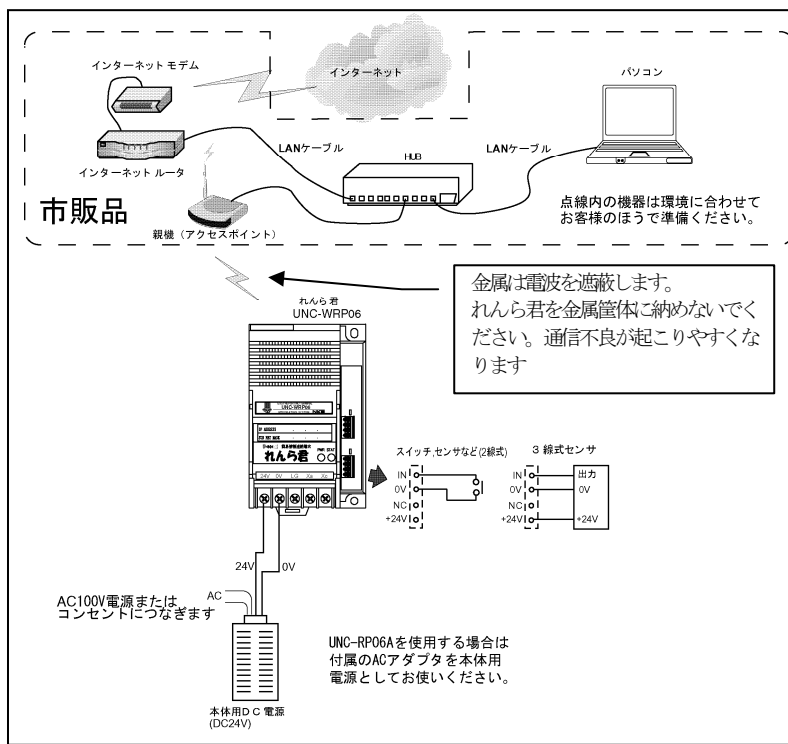 インターネット モデム
インターネット
パソコン
LANケーブル
HUB
LANケーブル
インターネット ルータ
市販品
親機（アクセスポイント）
点線内の機器は環境に合わせて
お客様のほうで準備ください。
金属は電波を遮蔽します。
れんら君を金属筐体に納めないでく
ださい。通信不良が起こりやすくな
ります
れんら君
UNC-WRP06
UNC-WRP06
れんら君
PWR STAT
24V 0V LG Xa Xc
スイッチ,センサなど(2線式)
IN
0V
NC
+24V
３ 線式センサ
IN
0V
NC
+24V
出力
0V
+24V
24V
0V
AC
AC100V電源または
コンセントにつなぎます
UNC-RP06Aを使用する場合は
付属のACアダプタを本体用
電源としてお使いください。
本体用ＤＣ 電源
(DC24V)